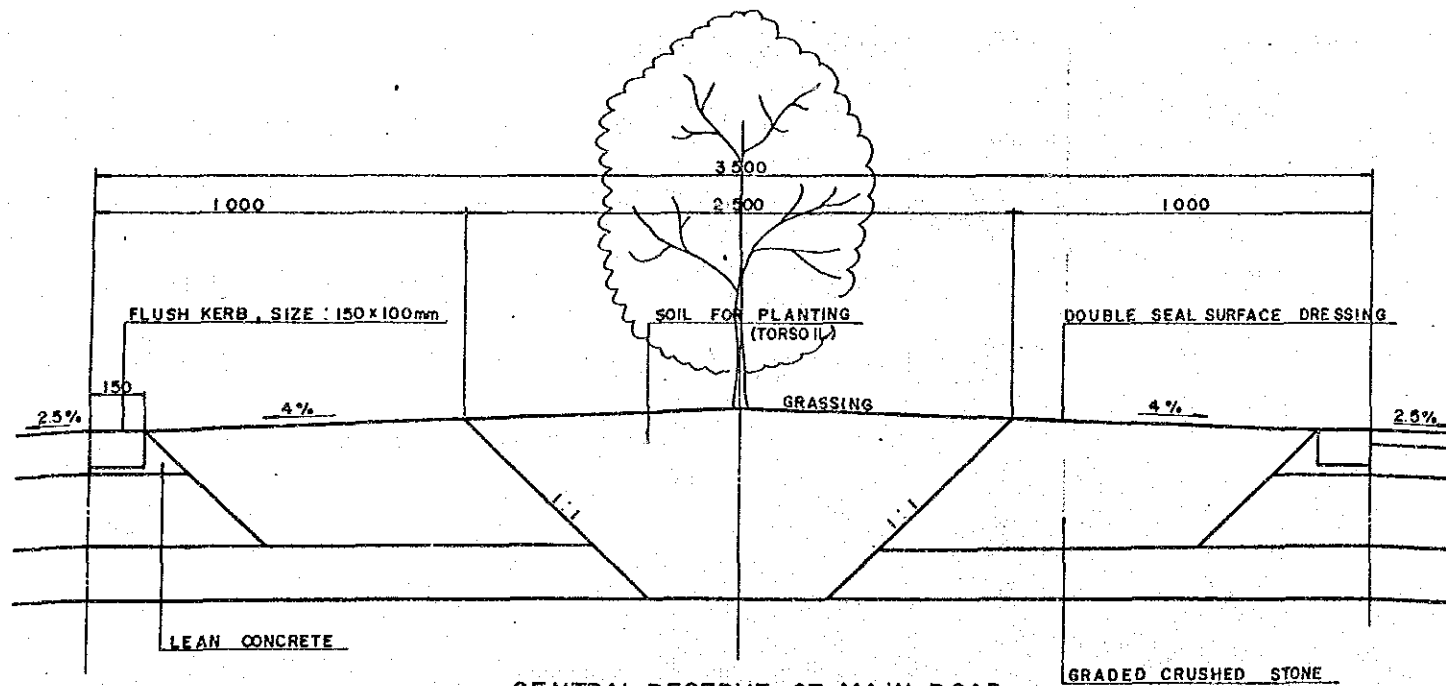 3 500
1 000
2 500
1 000
FLUSH KERB, SIZE : 150 x 100mm
SOIL FOR PLANTING
(TORSOIL)
DOUBLE SEAL SURFACE DRESSING
150
2.5%
4%
GRASSING
4%
2.5%
1:1
1:1
LEAN CONCRETE
GRADED CRUSHED STONE
CENTRAL RESERVE OF MAIN ROAD